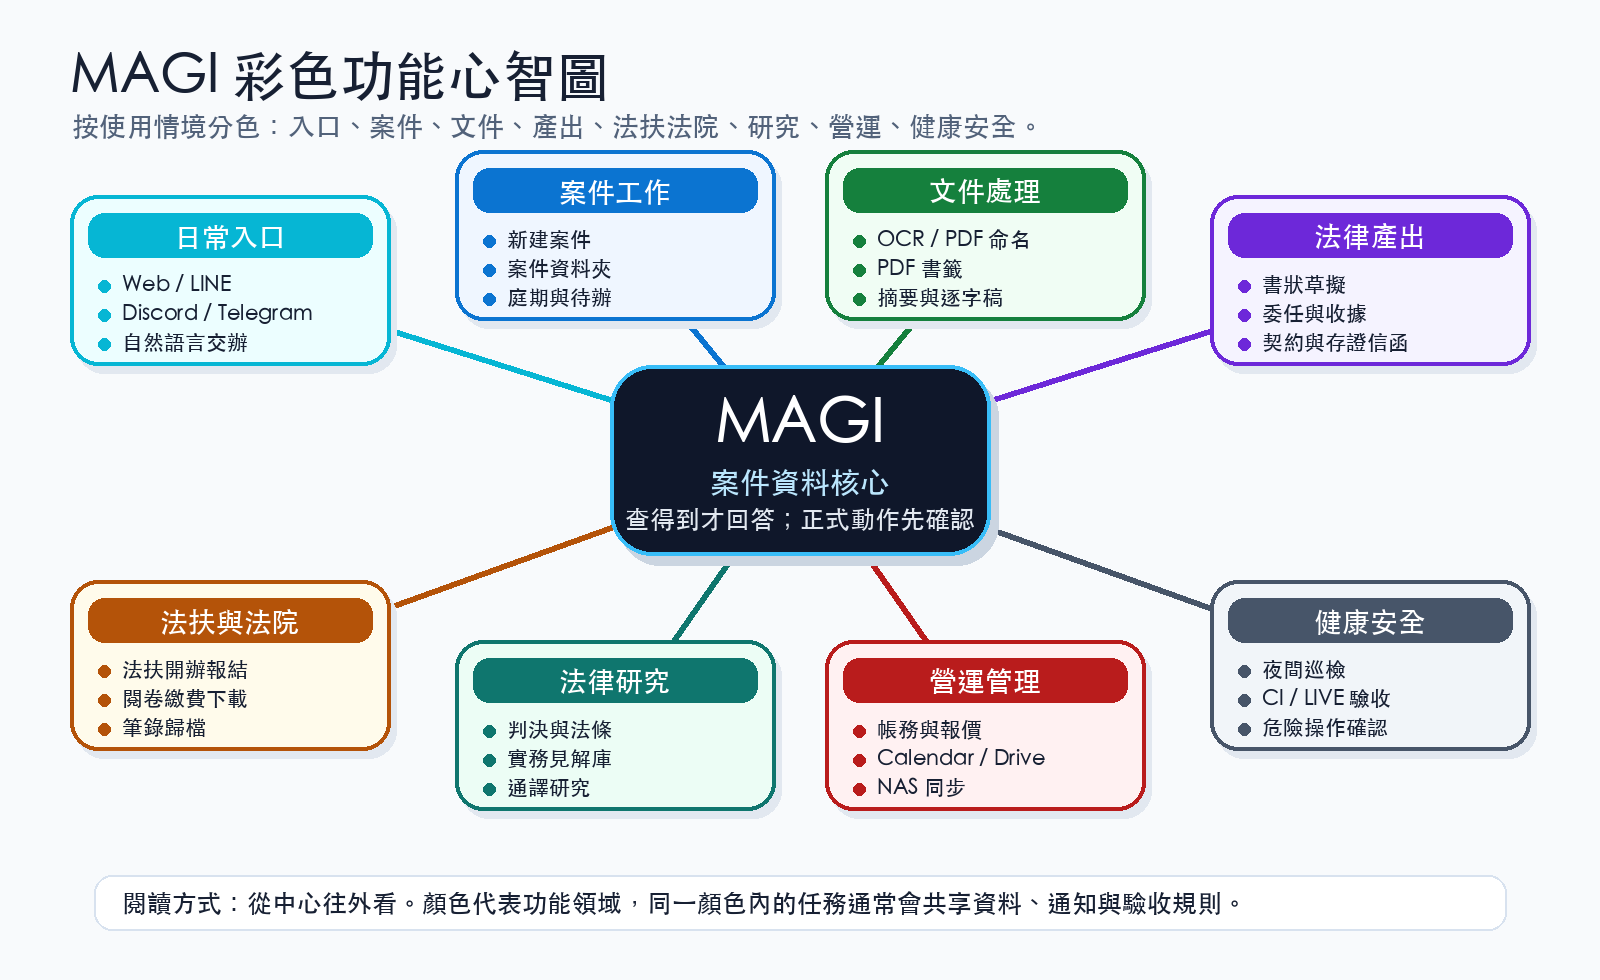 MAGI 彩色功能心智圖
按使用情境分色：入口、案件、文件、產出、法扶法院、研究、營運、健康安全。
日常入口
Web / LINE
Discord / Telegram
自然語言交辦
案件工作
新建案件
案件資料夾
庭期與待辦
文件處理
OCR / PDF 命名
PDF 書籤
摘要與逐字稿
法律產出
書狀草擬
委任與收據
契約與存證信函
MAGI
案件資料核心
查得到才回答；正式動作先確認
法扶與法院
法扶開辦報結
閱卷繳費下載
筆錄歸檔
法律研究
判決與法條
實務見解庫
通譯研究
營運管理
帳務與報價
Calendar / Drive
NAS 同步
健康安全
夜間巡檢
CI / LIVE 驗收
危險操作確認
閱讀方式：從中心往外看。顏色代表功能領域，同一顏色內的任務通常會共享資料、通知與驗收規則。